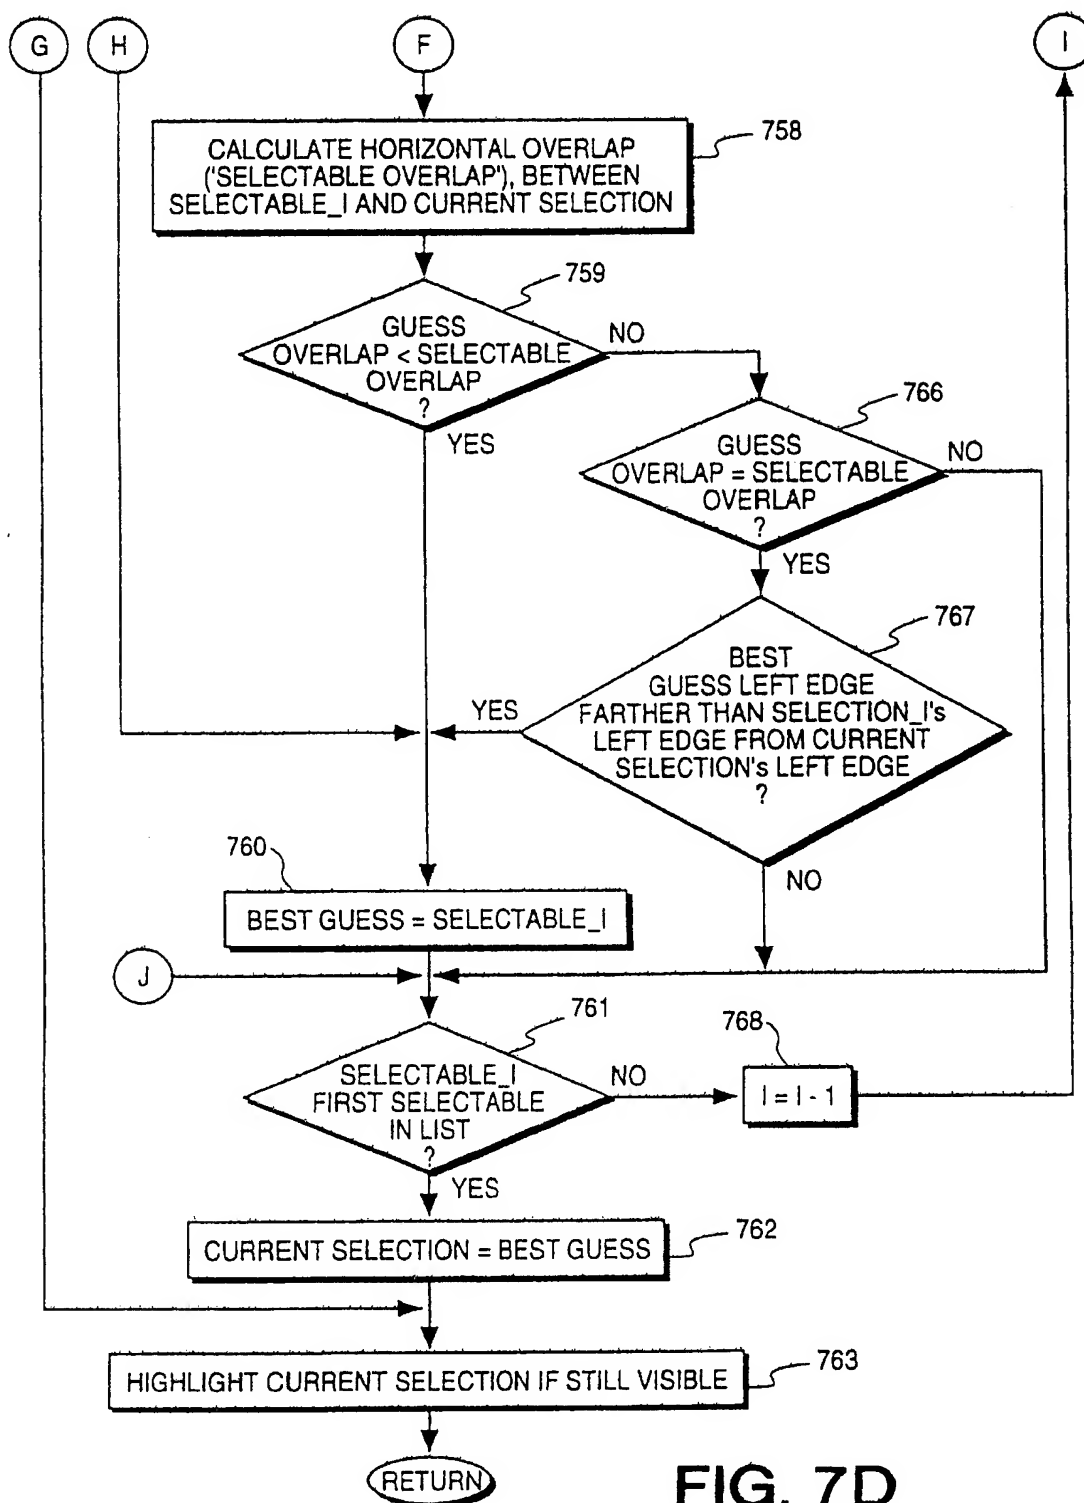 G
H
F
I
CALCULATE HORIZONTAL OVERLAP
('SELECTABLE OVERLAP'), BETWEEN
SELECTABLE_I AND CURRENT SELECTION
758
759
GUESS
OVERLAP < SELECTABLE
OVERLAP
?
NO
YES
766
GUESS
OVERLAP = SELECTABLE
OVERLAP
?
NO
YES
767
BEST
GUESS LEFT EDGE
FARTHER THAN SELECTION_I's
LEFT EDGE FROM CURRENT
SELECTION's LEFT EDGE
?
YES
NO
760
BEST GUESS = SELECTABLE_I
J
761
SELECTABLE_I
FIRST SELECTABLE
IN LIST
?
NO
YES
768
I = I - 1
CURRENT SELECTION = BEST GUESS
762
HIGHLIGHT CURRENT SELECTION IF STILL VISIBLE
763
RETURN
FIG. 7D